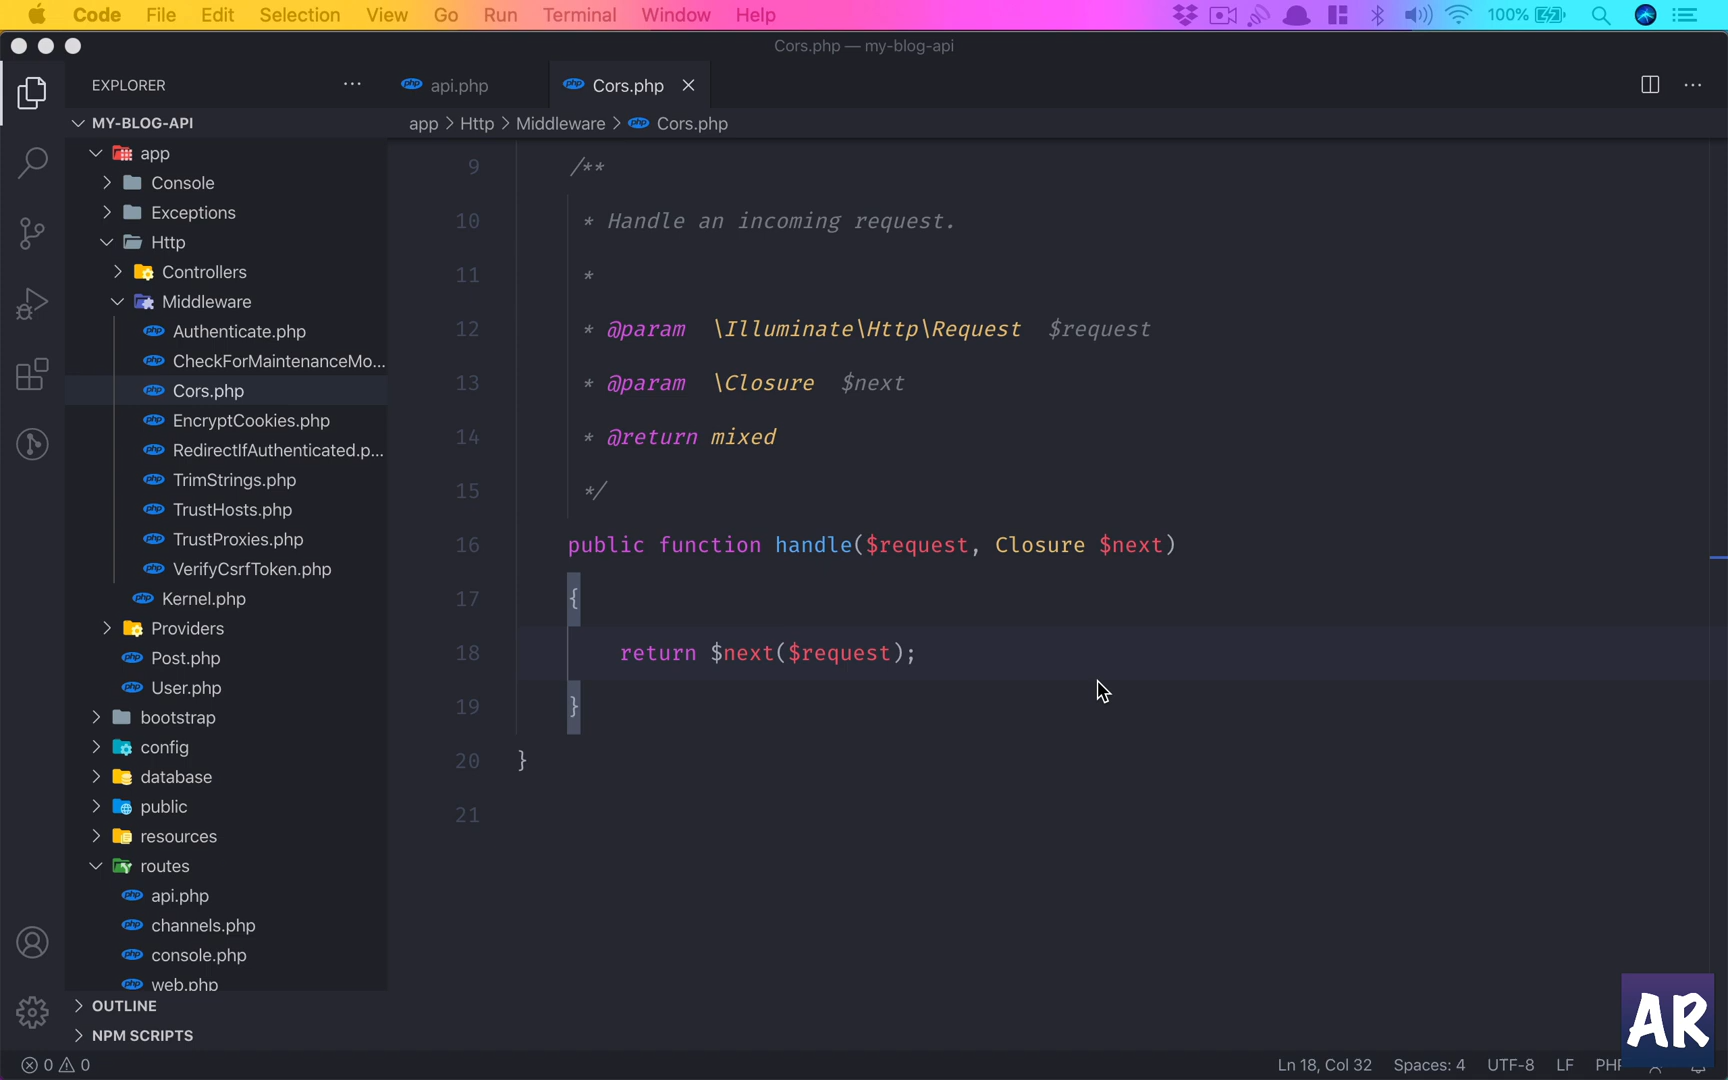 Code File Edit Selection View Go Run Terminal Window Help 100%
Cors.php — my-blog-api
EXPLORER
api.php
Cors.php
MY-BLOG-API
app > Http > Middleware > Cors.php
app
Console
Exceptions
Http
Controllers
Middleware
Authenticate.php
CheckForMaintenanceMo...
Cors.php
EncryptCookies.php
RedirectIfAuthenticated.p...
TrimStrings.php
TrustHosts.php
TrustProxies.php
VerifyCsrfToken.php
Kernel.php
Providers
Post.php
User.php
bootstrap
config
database
public
resources
routes
api.php
channels.php
console.php
web.php
OUTLINE
NPM SCRIPTS
9 /**
10 * Handle an incoming request.
11 *
12 * @param \Illuminate\Http\Request $request
13 * @param \Closure $next
14 * @return mixed
15 */
16 public function handle($request, Closure $next)
17 {
18 return $next($request);
19 }
20 }
21
AR
0 0
Ln 18, Col 32 Spaces: 4 UTF-8 LF PHP